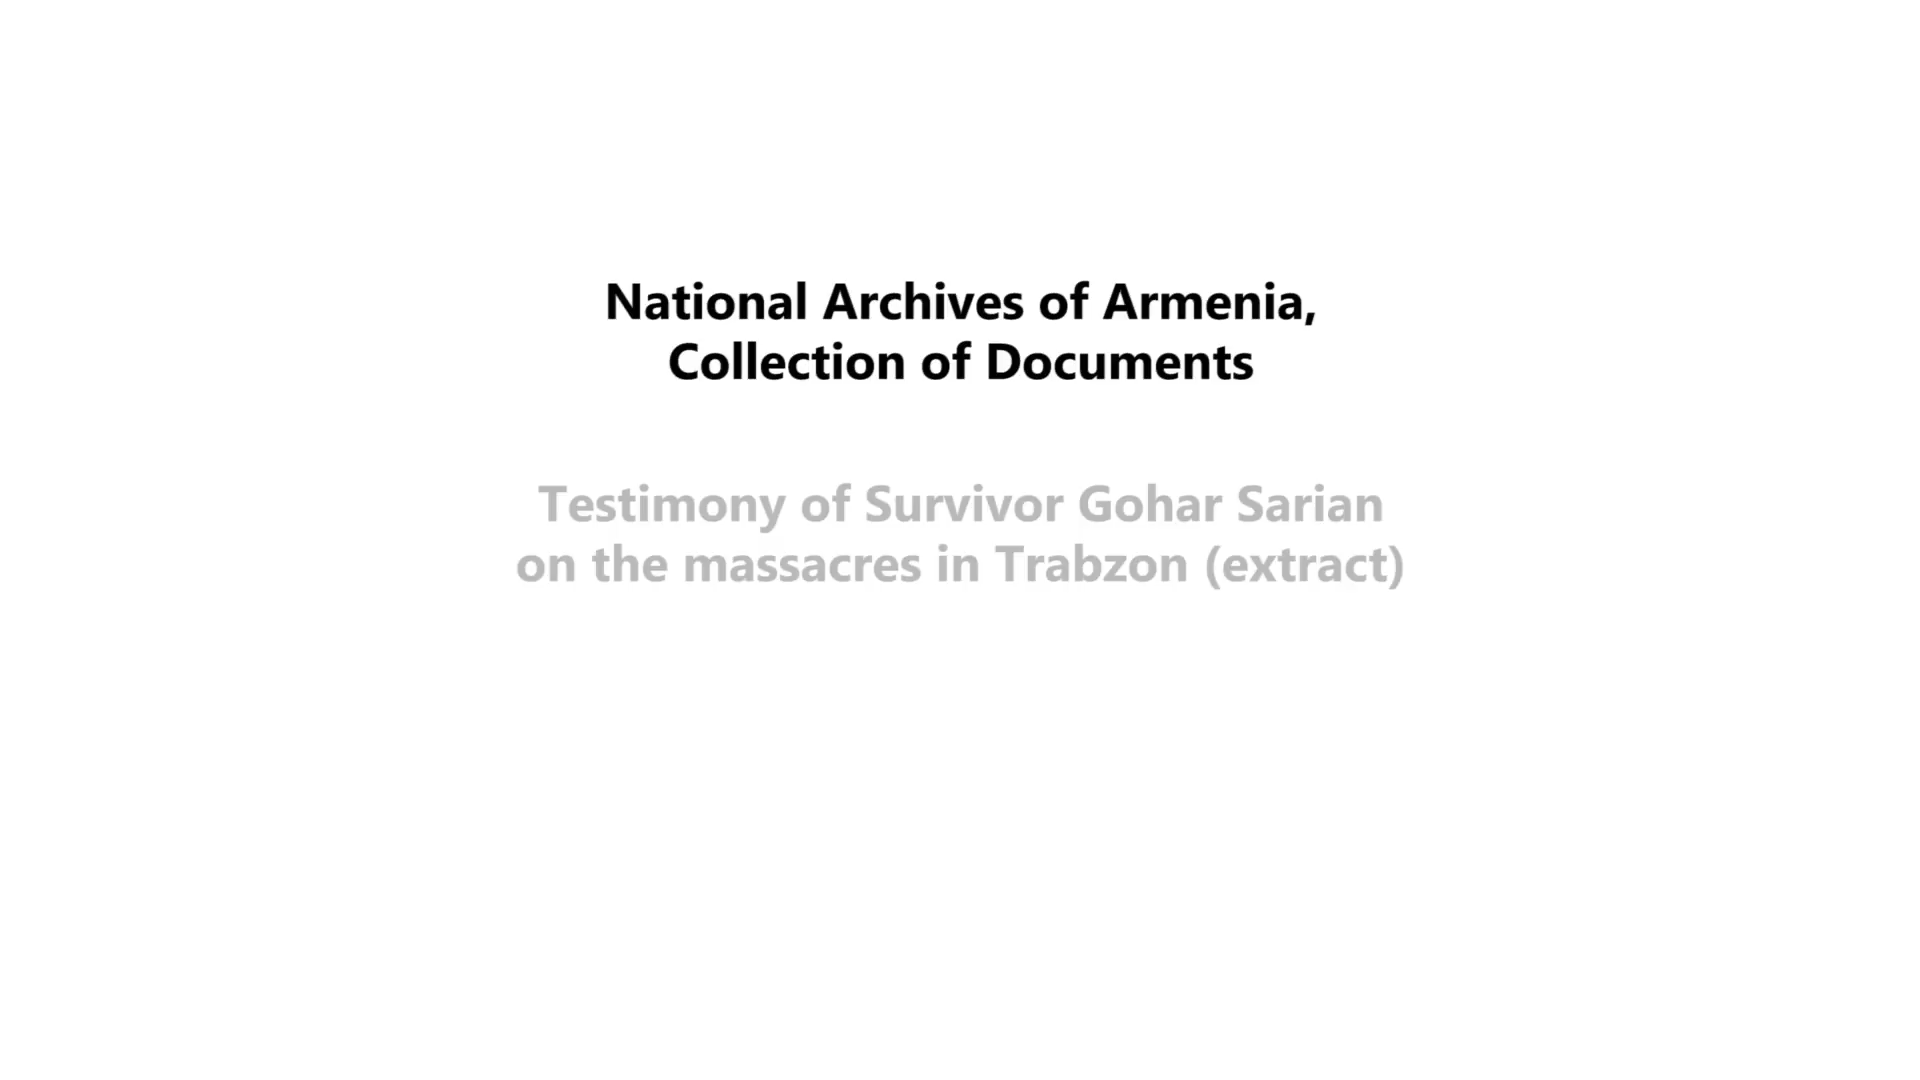 National Archives of Armenia,
Collection of Documents
Testimony of Survivor Gohar Sarian
on the massacres in Trabzon (extract)